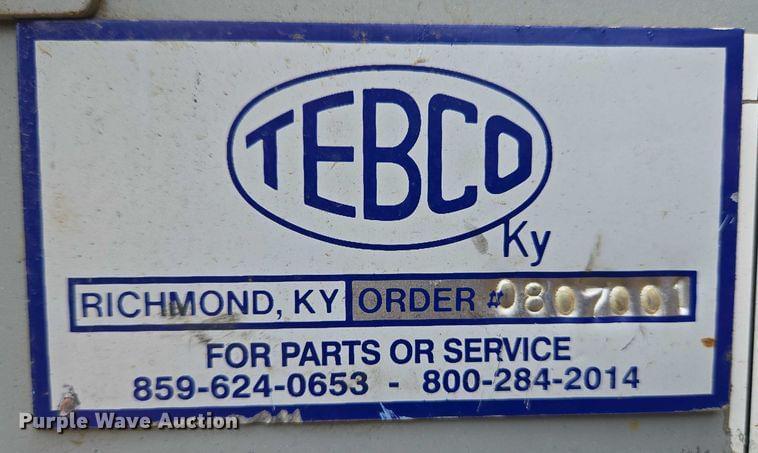 TEBCO
Ky
RICHMOND, KY ORDER # 0807001
FOR PARTS OR SERVICE
859-624-0653 - 800-284-2014
Purple Wave Auction